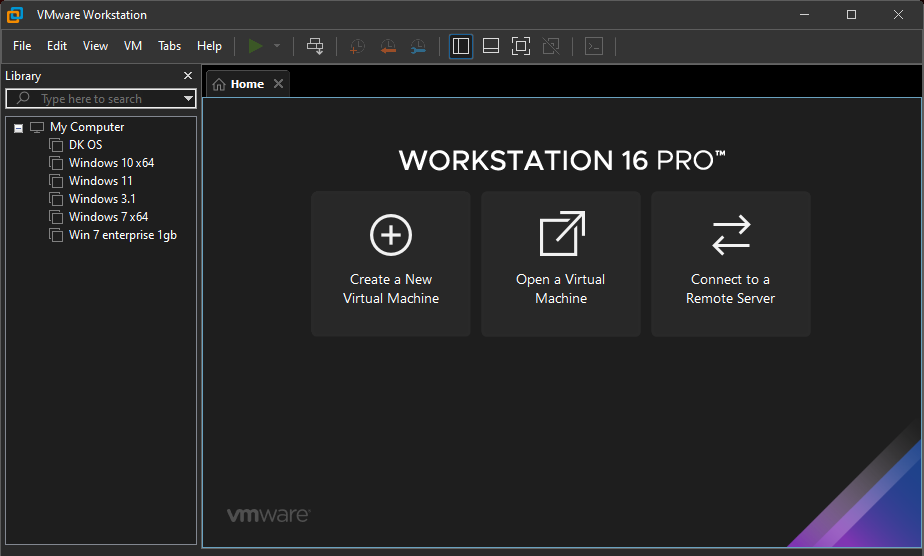 VMware Workstation
File Edit View VM Tabs Help
Library
Type here to search
My Computer
DK OS
Windows 10 x64
Windows 11
Windows 3.1
Windows 7 x64
Win 7 enterprise 1gb
Home
WORKSTATION 16 PRO™
Create a New
Virtual Machine
Open a Virtual
Machine
Connect to a
Remote Server
vmware